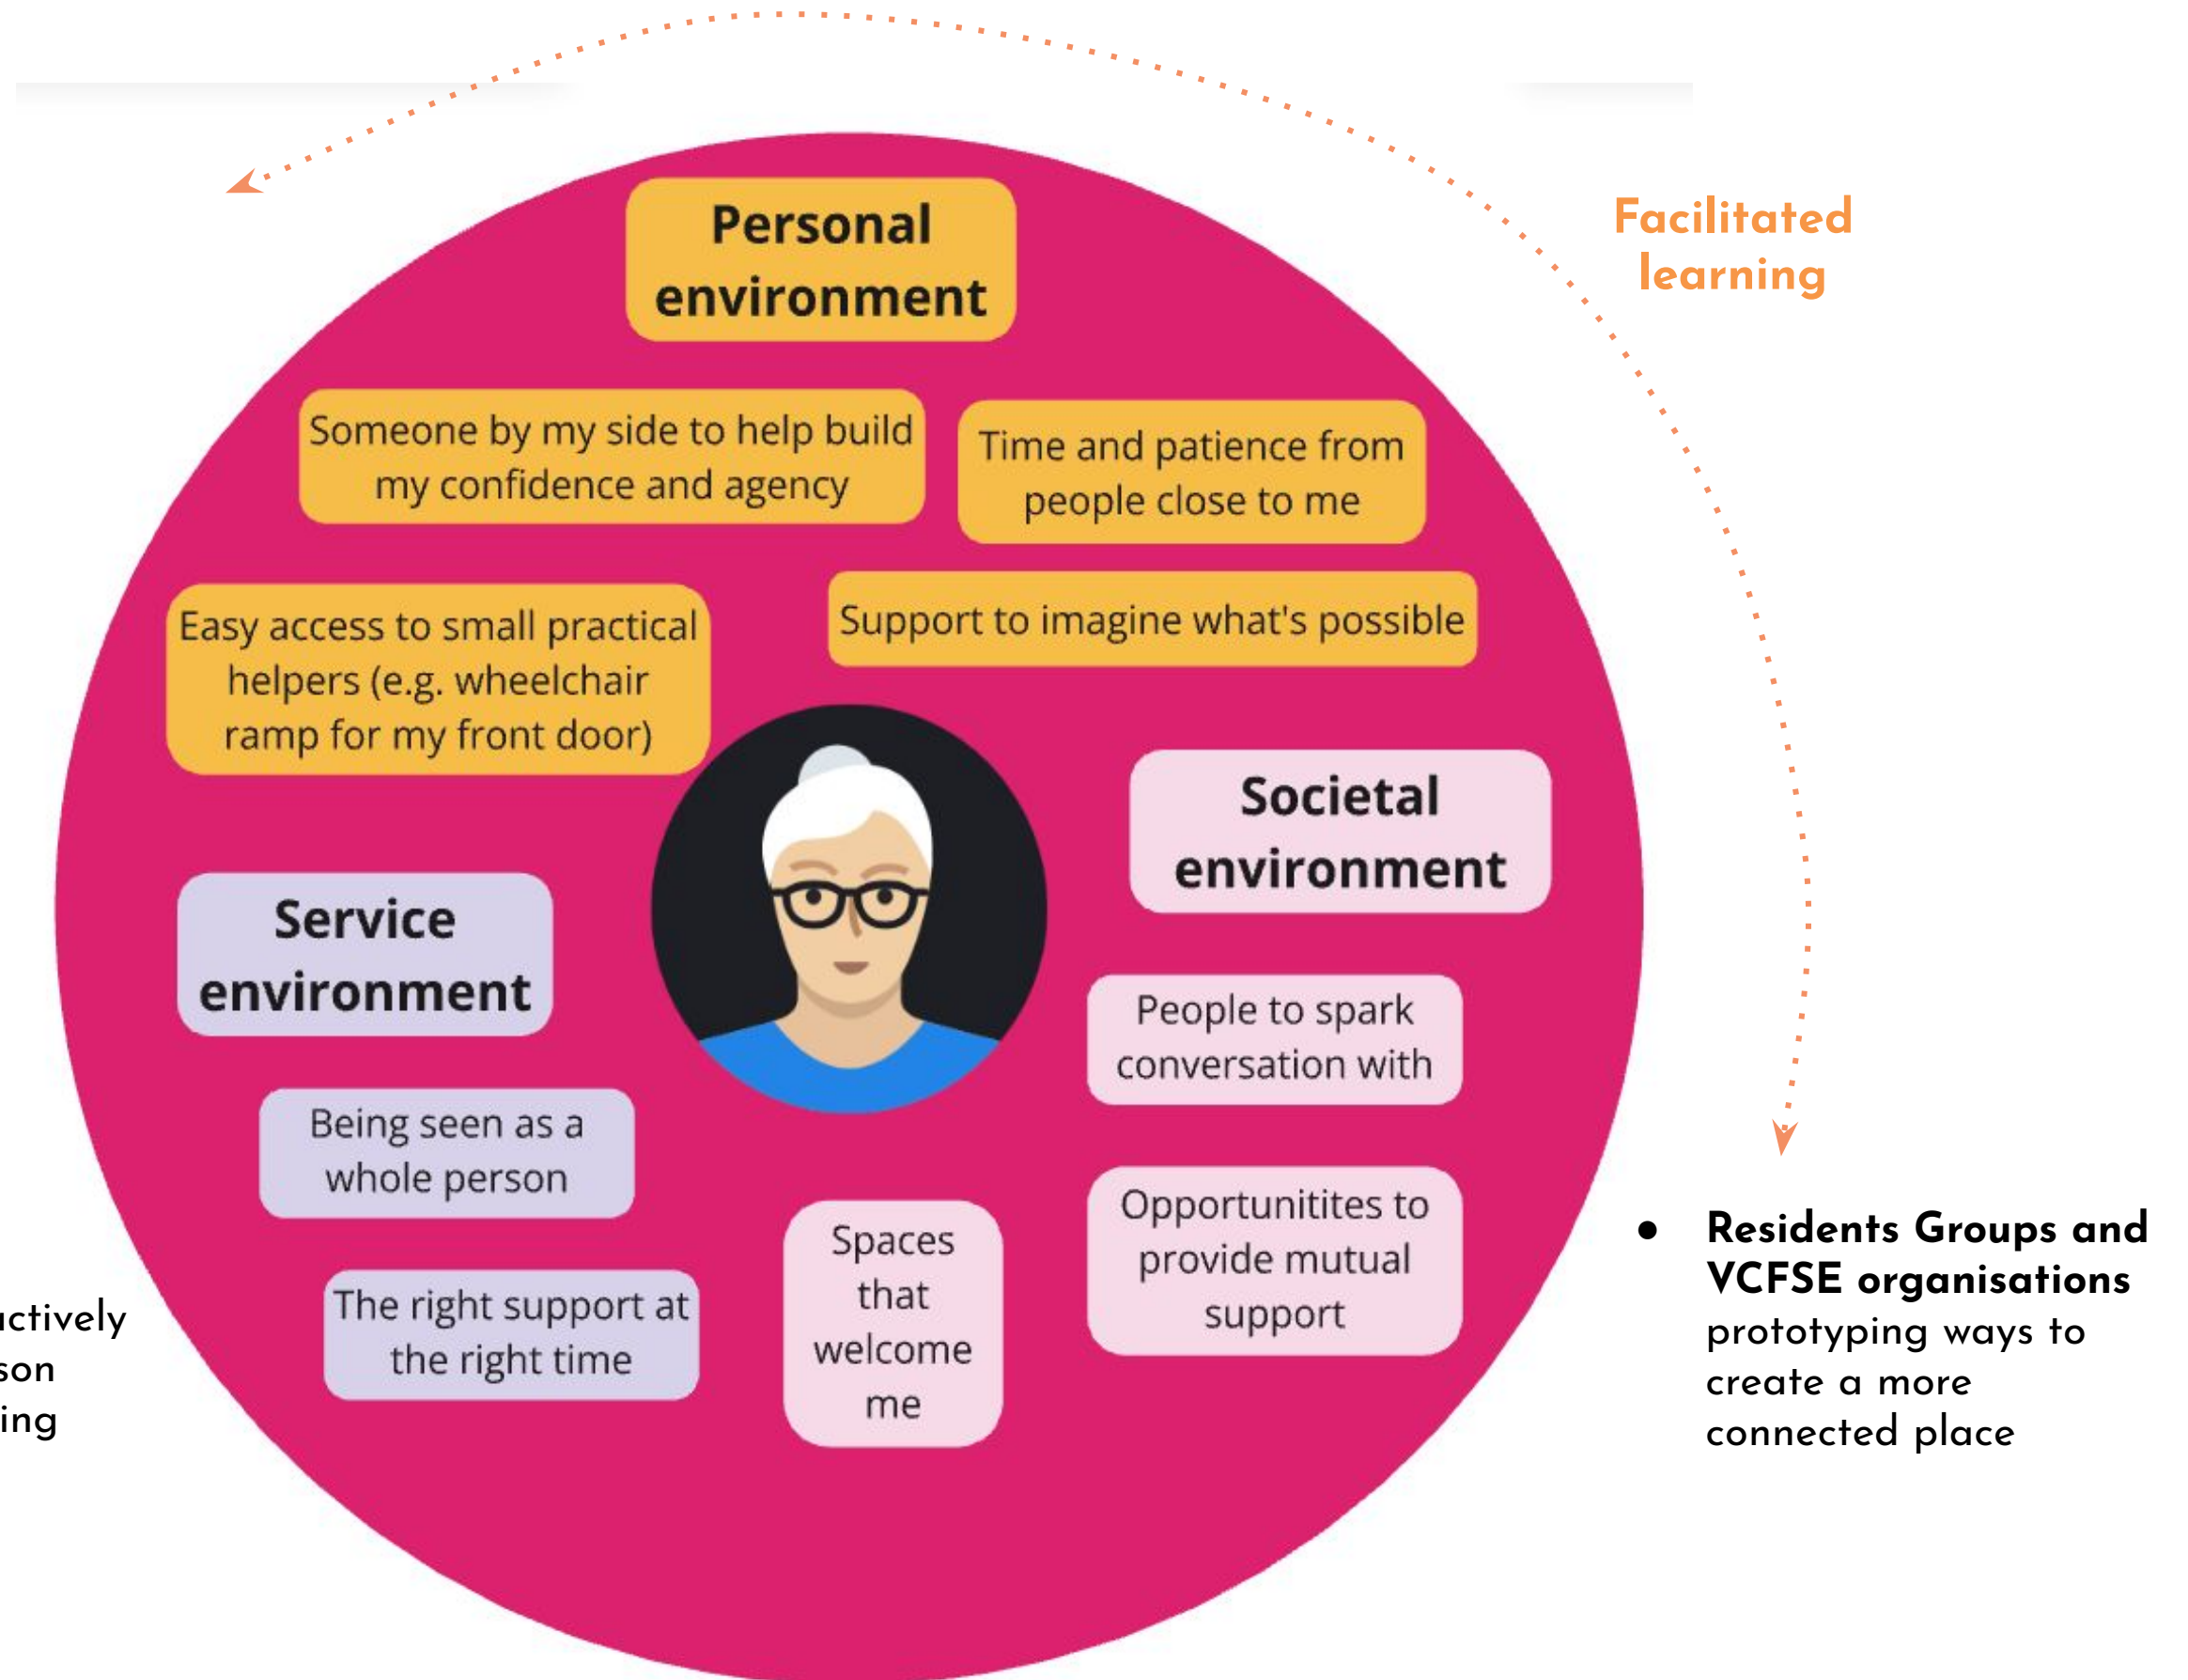 Facilitated
learning
Personal
environment
Someone by my side to help build
my confidence and agency
Time and patience from
people close to me
Easy access to small practical
helpers (e.g. wheelchair
ramp for my front door)
Support to imagine what's possible
Societal
environment
People to spark
conversation with
Opportunitites to
provide mutual
support
Spaces
that
welcome
me
Service
environment
Being seen as a
whole person
The right support at
the right time
ing
● Residents Groups and
VCFSE organisations
prototyping ways to
create a more
connected place